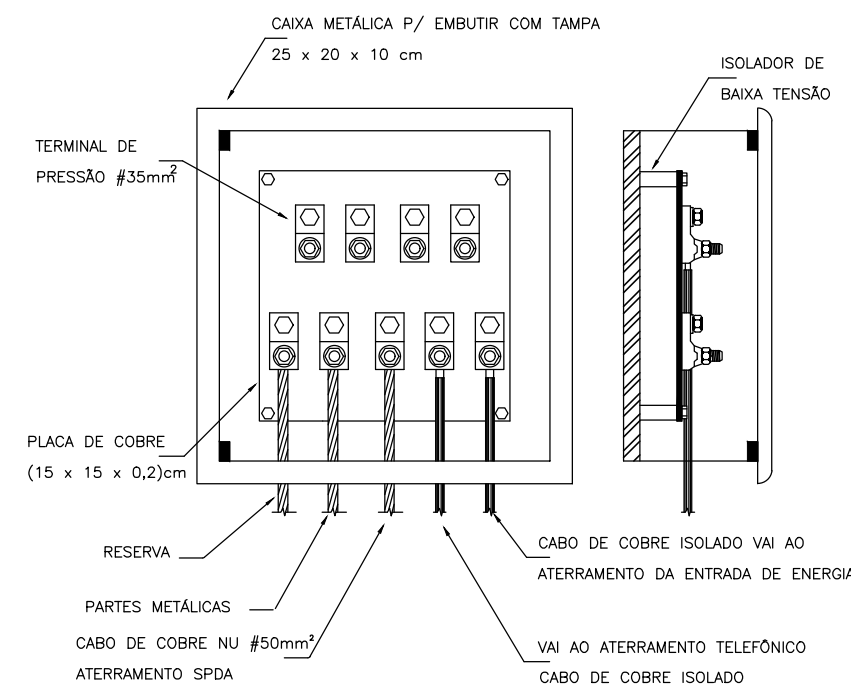 CAIXA METÁLICA P/ EMBUTIR COM TAMPA
25 x 20 x 10 cm
ISOLADOR DE
BAIXA TENSÃO
TERMINAL DE
PRESSÃO #35mm²
PLACA DE COBRE
(15 x 15 x 0,2)cm
RESERVA
CABO DE COBRE ISOLADO VAI AO
ATERRAMENTO DA ENTRADA DE ENERGIA
PARTES METÁLICAS
CABO DE COBRE NU #50mm²
ATERRAMENTO SPDA
VAI AO ATERRAMENTO TELEFÔNICO
CABO DE COBRE ISOLADO